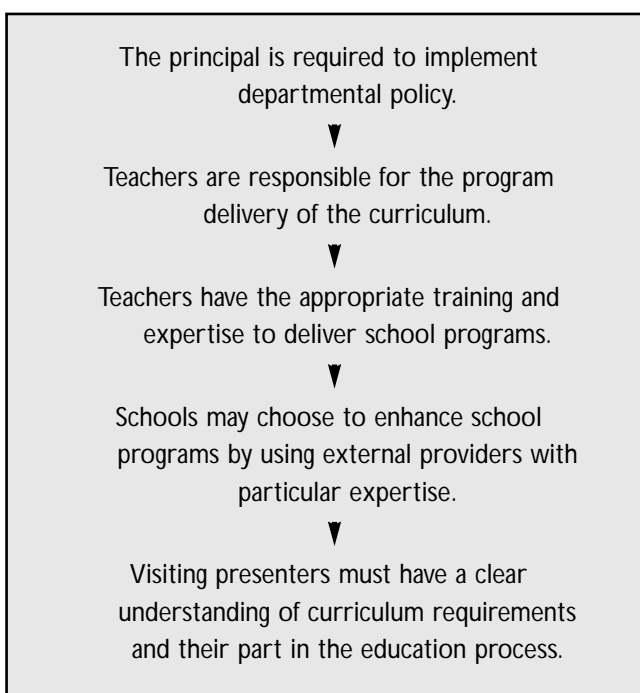 The principal is required to implement
departmental policy.
Teachers are responsible for the program
delivery of the curriculum.
Teachers have the appropriate training and
expertise to deliver school programs.
Schools may choose to enhance school
programs by using external providers with
particular expertise.
Visiting presenters must have a clear
understanding of curriculum requirements
and their part in the education process.